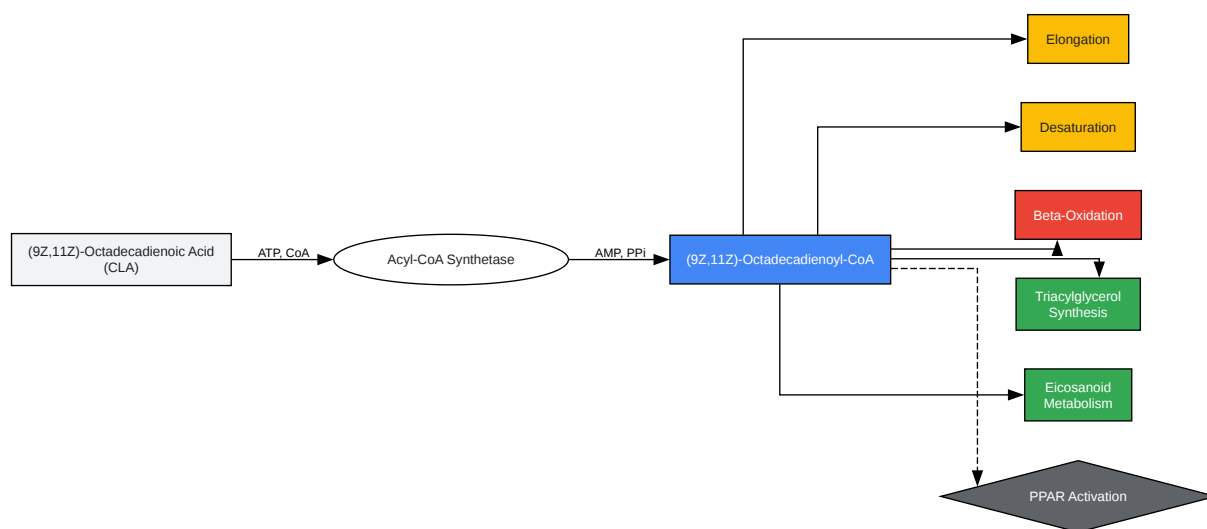 Elongation
Desaturation
Beta-Oxidation
(9Z,11Z)-Octadecadienoic Acid
(CLA)
ATP, CoA
Acyl-CoA Synthetase
AMP, PPi
(9Z,11Z)-Octadecadienoyl-CoA
Triacylglycerol
Synthesis
Eicosanoid
Metabolism
PPAR Activation